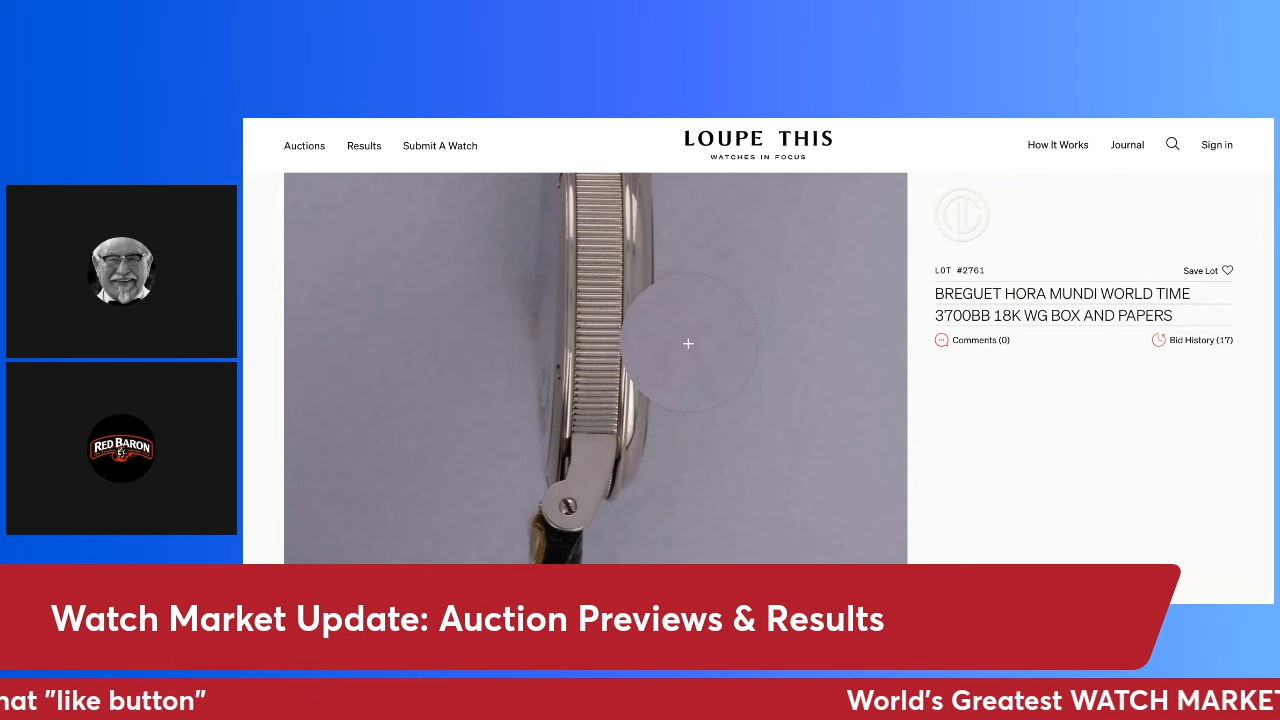 Auctions Results Submit A Watch
LOUPE THIS
WATCHES IN FOCUS
How It Works Journal Sign in
LOT #2761 Save Lot
BREGUET HORA MUNDI WORLD TIME
3700BB 18K WG BOX AND PAPERS
Comments (0) Bid History (17)
RED BARON
Watch Market Update: Auction Previews & Results
hat "like button" World's Greatest WATCH MARKET